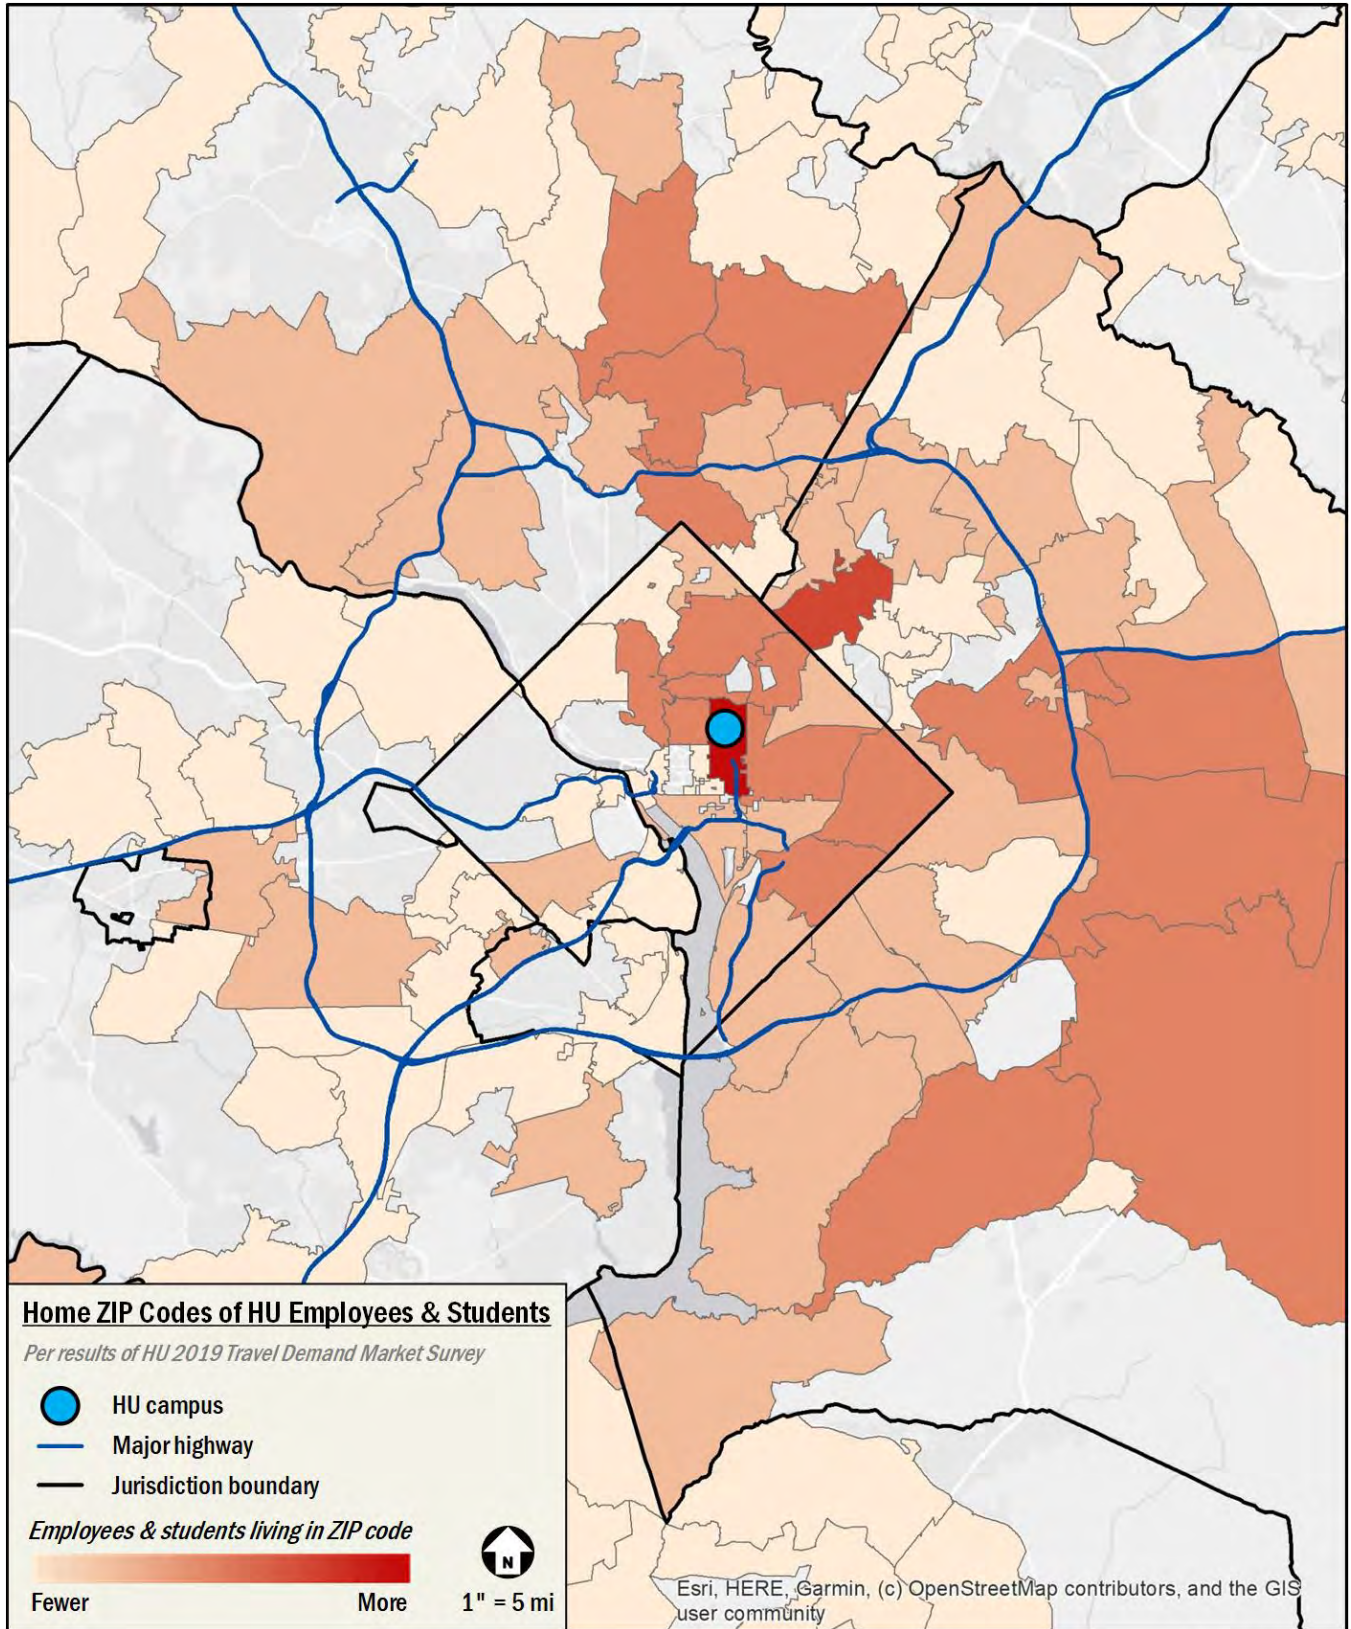 Home ZIP Codes of HU Employees & Students
Per results of HU 2019 Travel Demand Market Survey
HU campus
Major highway
Jurisdiction boundary
Employees & students living in ZIP code
Fewer More
N
1" = 5 mi
Esri, HERE, Garmin, (c) OpenStreetMap contributors, and the GIS
user community